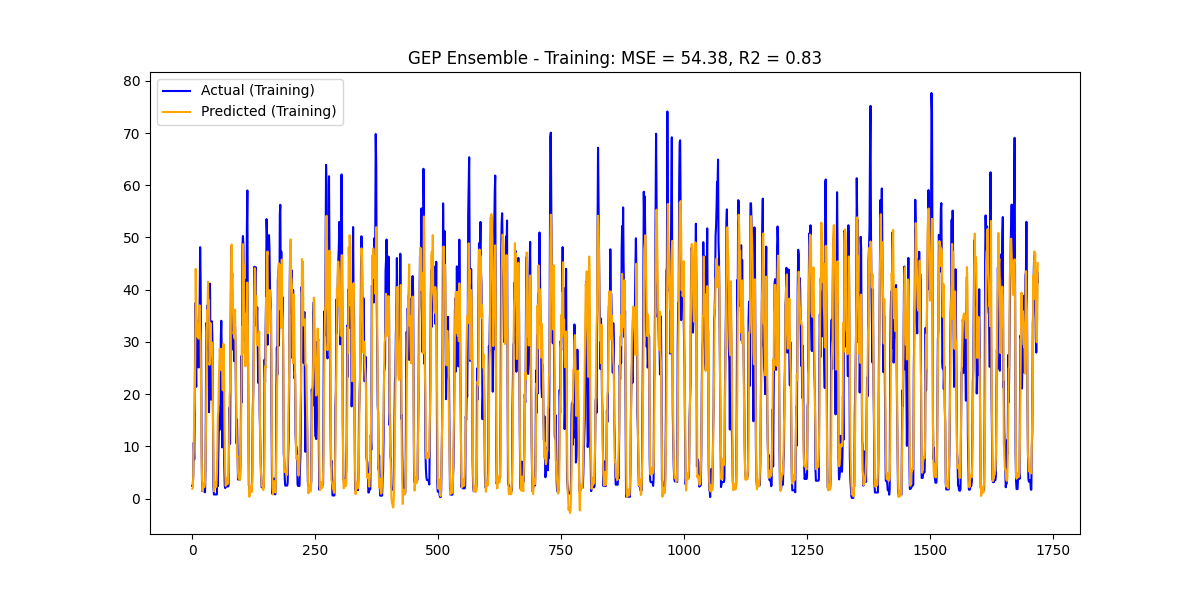 GEP Ensemble - Training: MSE = 54.38, R2 = 0.83
Actual (Training)
Predicted (Training)
80
70
60
50
40
30
20
10
0
0 250 500 750 1000 1250 1500 1750